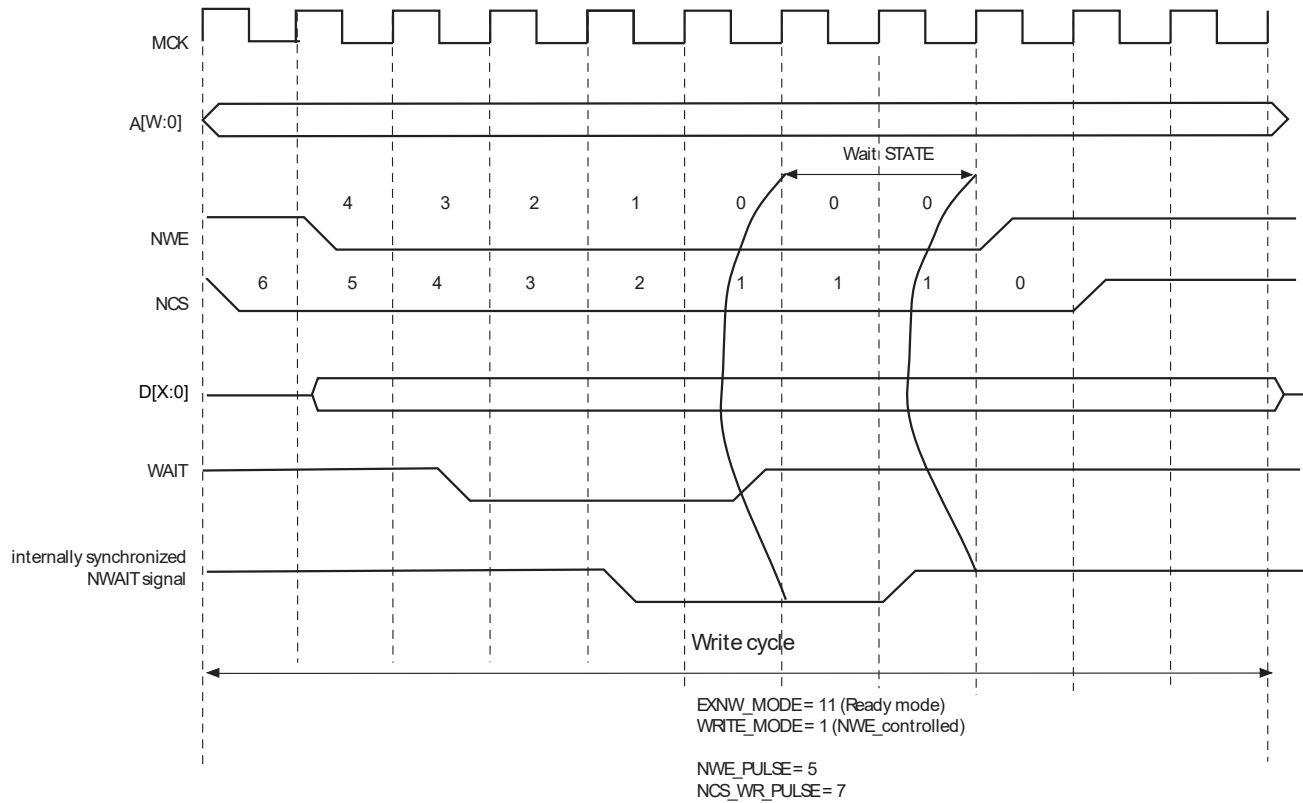 MCK
A[W:0]
Wait STATE
4 3 2 1 0 0 0
NWE
6 5 4 3 2 1 1 1 0
NCS
D[X:0]
WAIT
internally synchronized
NWAIT signal
Write cycle
EXNW_MODE = 11 (Ready mode)
WRITE_MODE = 1 (NWE_controlled)
NWE_PULSE = 5
NCS_WR_PULSE = 7